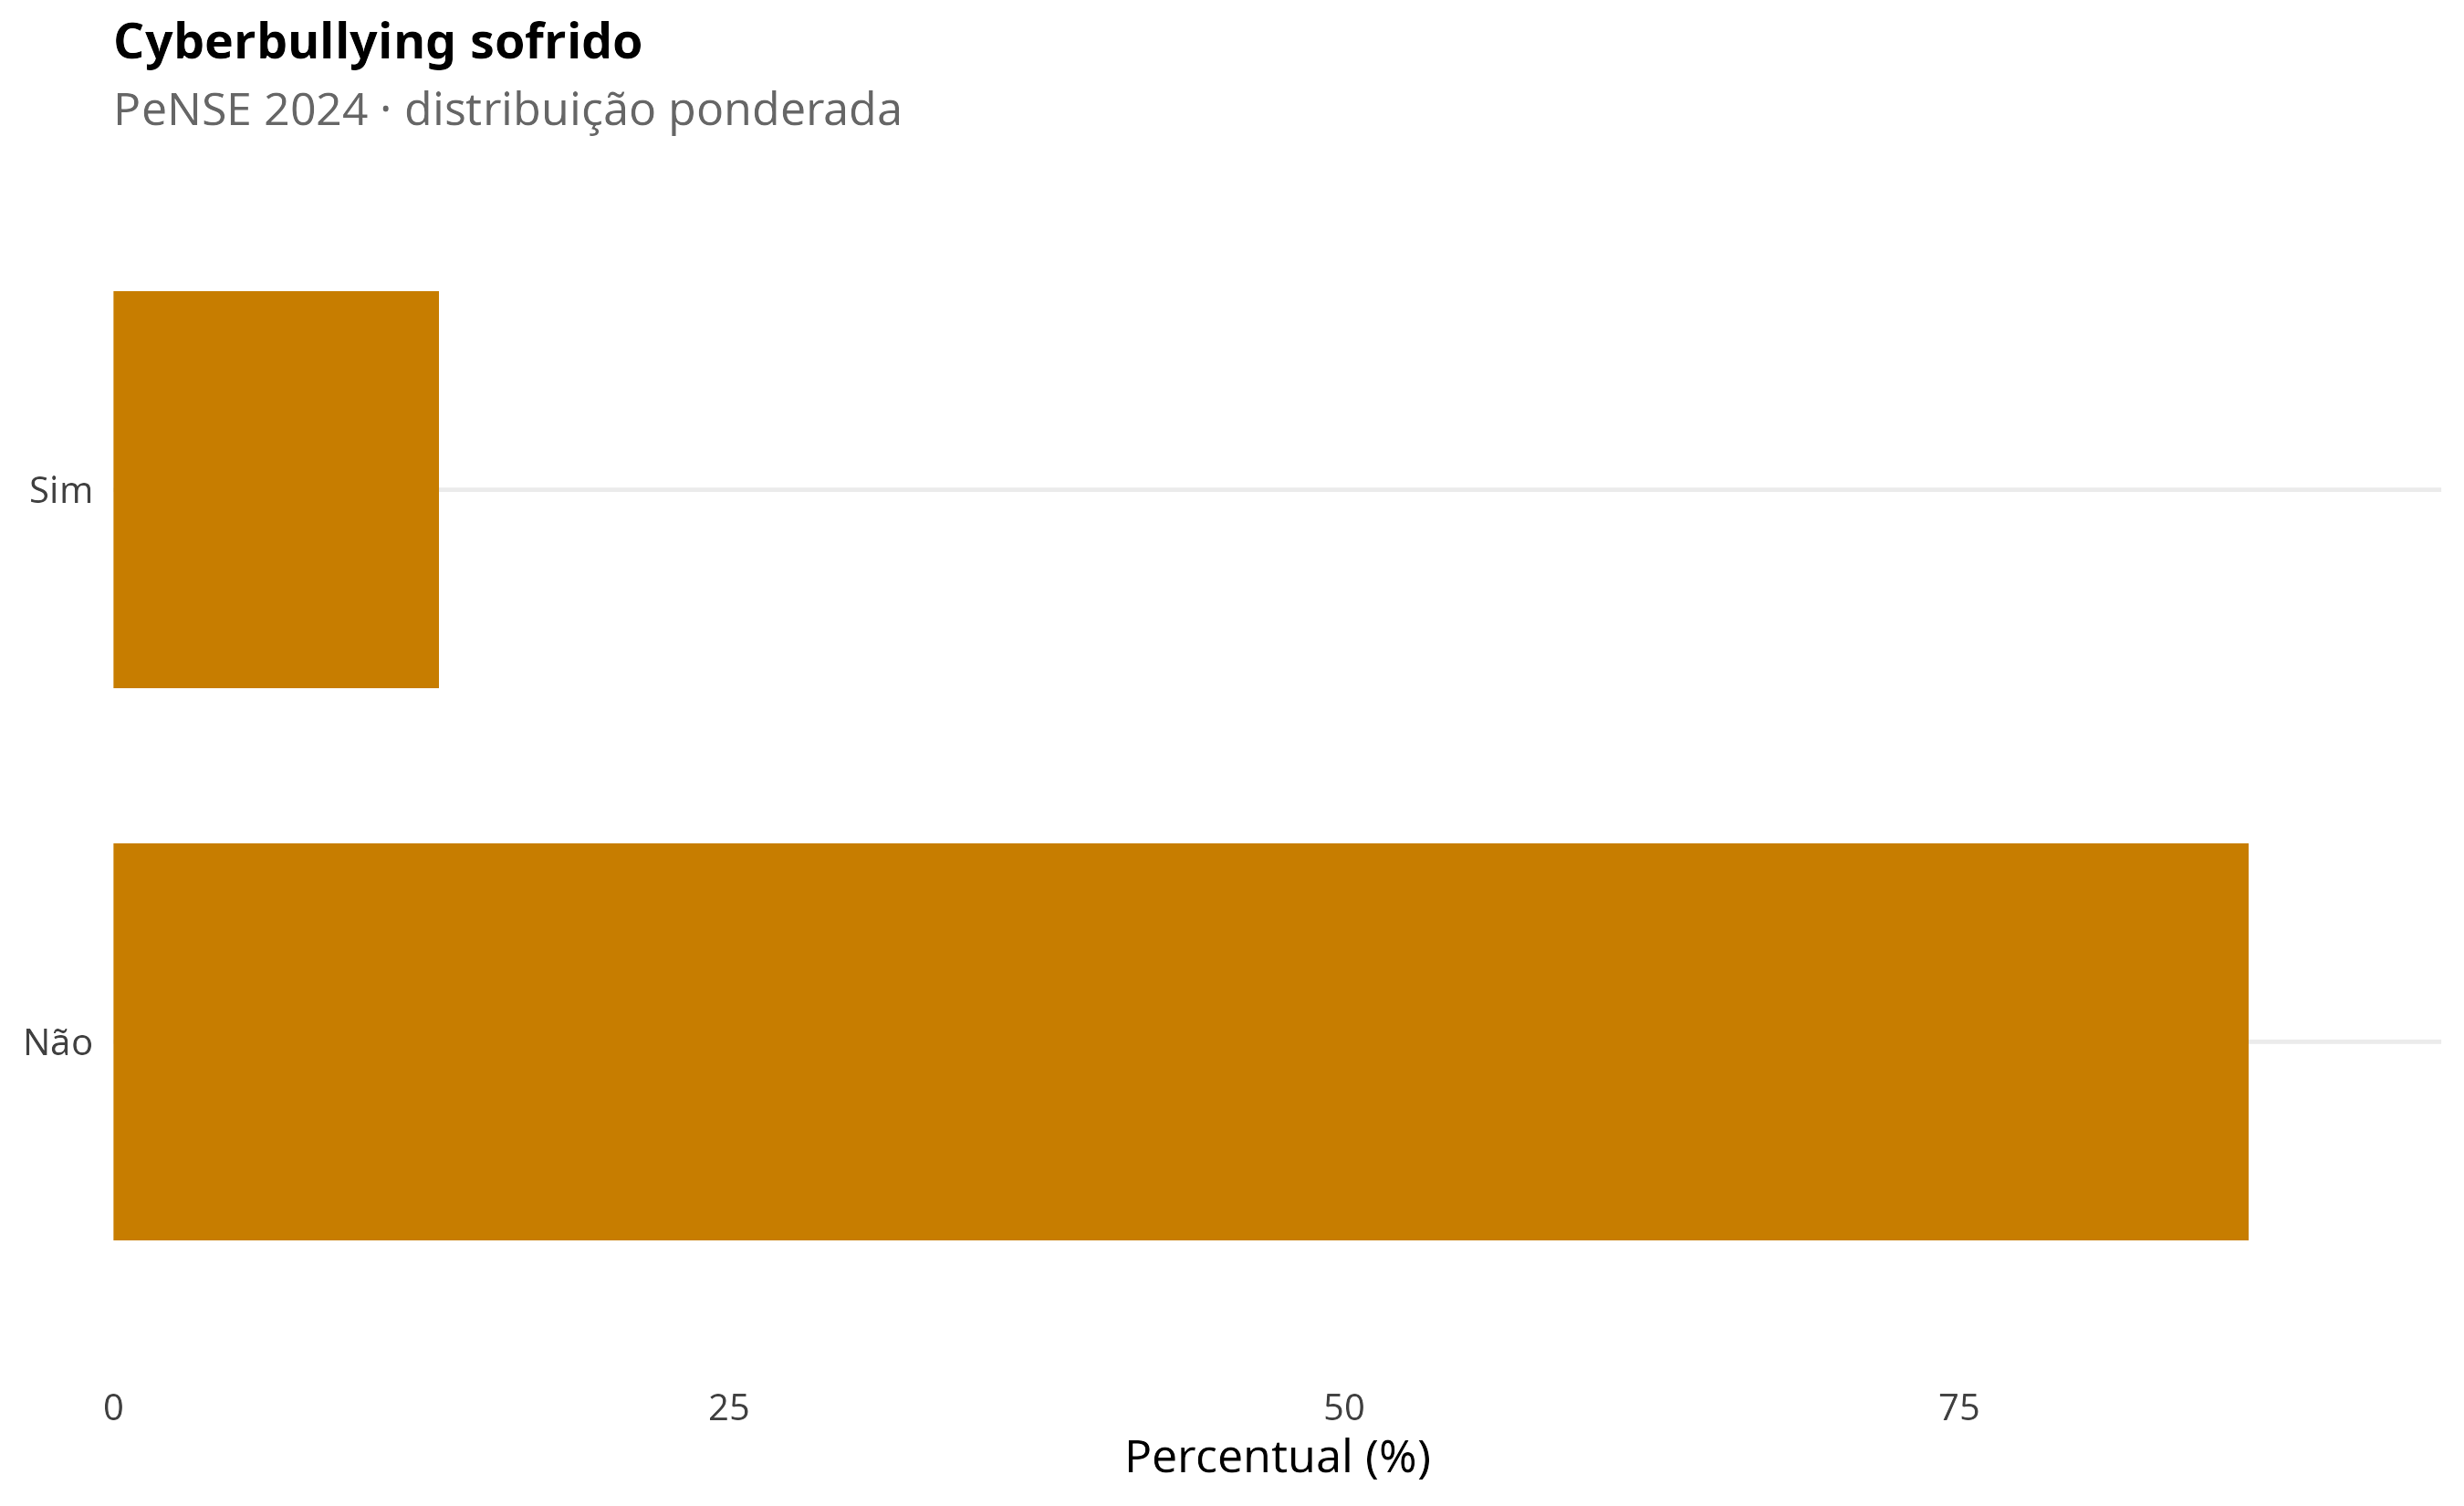 Cyberbullying sofrido
PeNSE 2024 · distribuição ponderada
Sim
Não
0 25 50 75
Percentual (%)